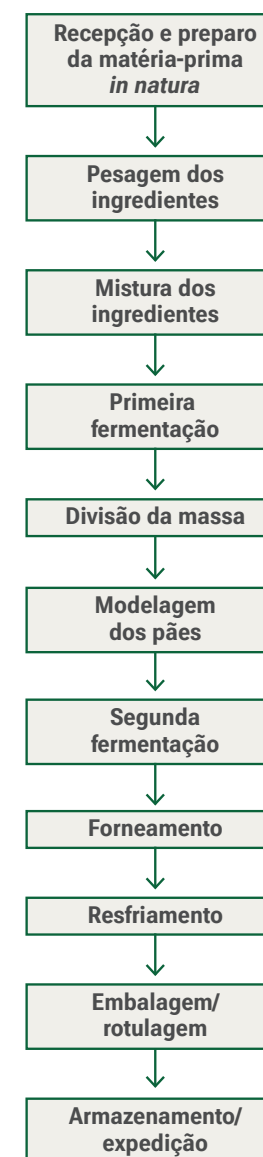 Recepção e preparo
da matéria-prima
in natura
Pesagem dos
ingredientes
Mistura dos
ingredientes
Primeira
fermentação
Divisão da massa
Modelagem
dos pães
Segunda
fermentação
Forneamento
Resfriamento
Embalagem/
rotulagem
Armazenamento/
expedição